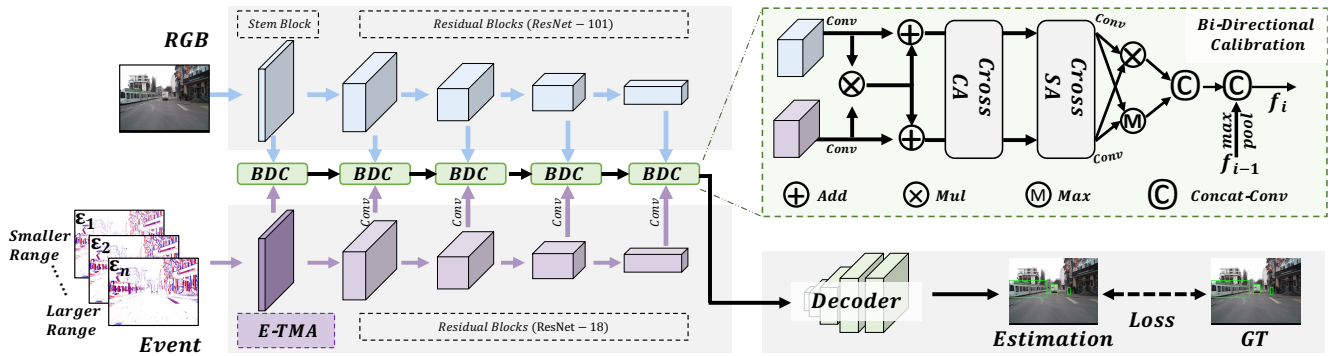 RGB
Stem Block
Residual Blocks (ResNet − 101)
BDC
BDC
BDC
BDC
BDC
Conv
Conv
Conv
Conv
ε1
ε2
εn
Smaller
Range
Larger
Range
Event
E-TMA
Residual Blocks (ResNet − 18)
Bi-Directional
Calibration
Conv
Conv
Cross
CA
Cross
SA
Conv
Conv
M
C
C
fi
max
pool
fi−1
Add
Mul
M
Max
C
Concat-Conv
Decoder
Estimation
Loss
GT